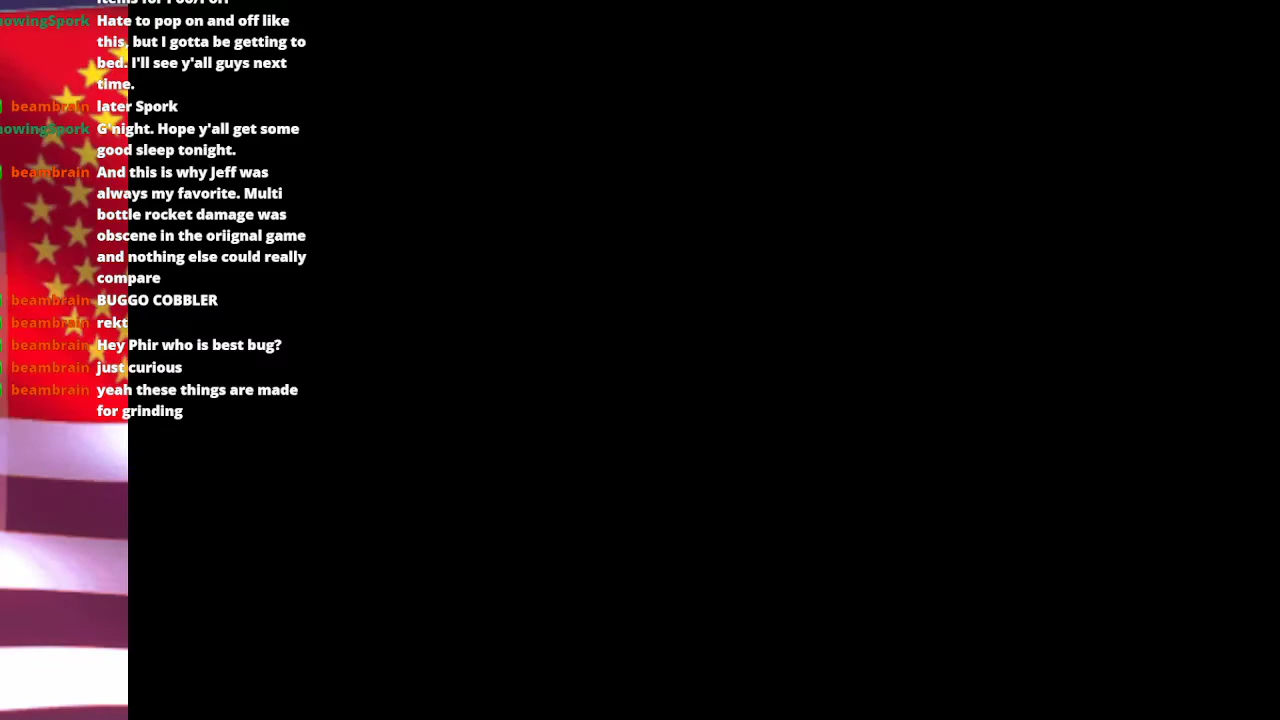 Hate to pop on and off like
this, but I gotta be getting to
bed. I'll see y'all guys next
time.
beambrain later Spork
G'night. Hope y'all get some
good sleep tonight.
beambrain And this is why Jeff was
always my favorite. Multi
bottle rocket damage was
obscene in the oriignal game
and nothing else could really
compare
beambrain BUGGO COBBLER
beambrain rekt
beambrain Hey Phir who is best bug?
beambrain just curious
beambrain yeah these things are made
for grinding